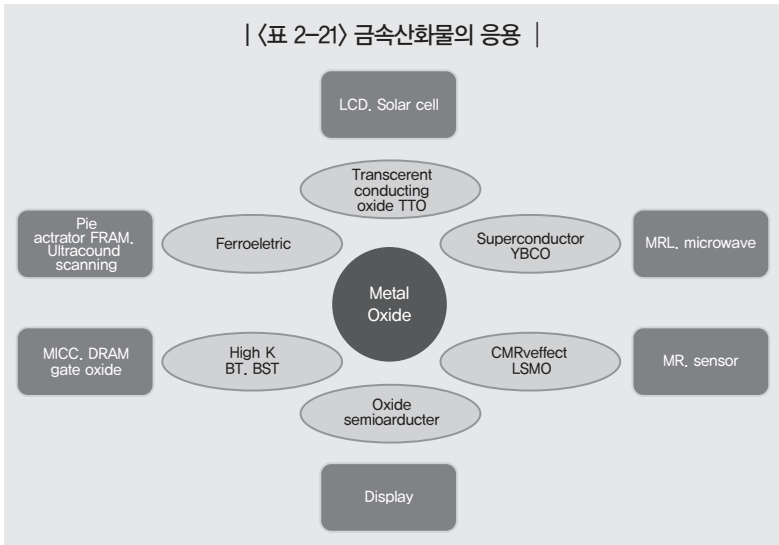 |〈표 2-21〉 금속산화물의 응용 |
LCD. Solar cell
Transcerent
conducting
oxide TTO
Pie
actrator FRAM.
Ultracound
scanning
Ferroeletric
Superconductor
YBCO
MRL. microwave
Metal
Oxide
MICC. DRAM
gate oxide
High K
BT. BST
CMRveffect
LSMO
MR. sensor
Oxide
semioarducter
Display